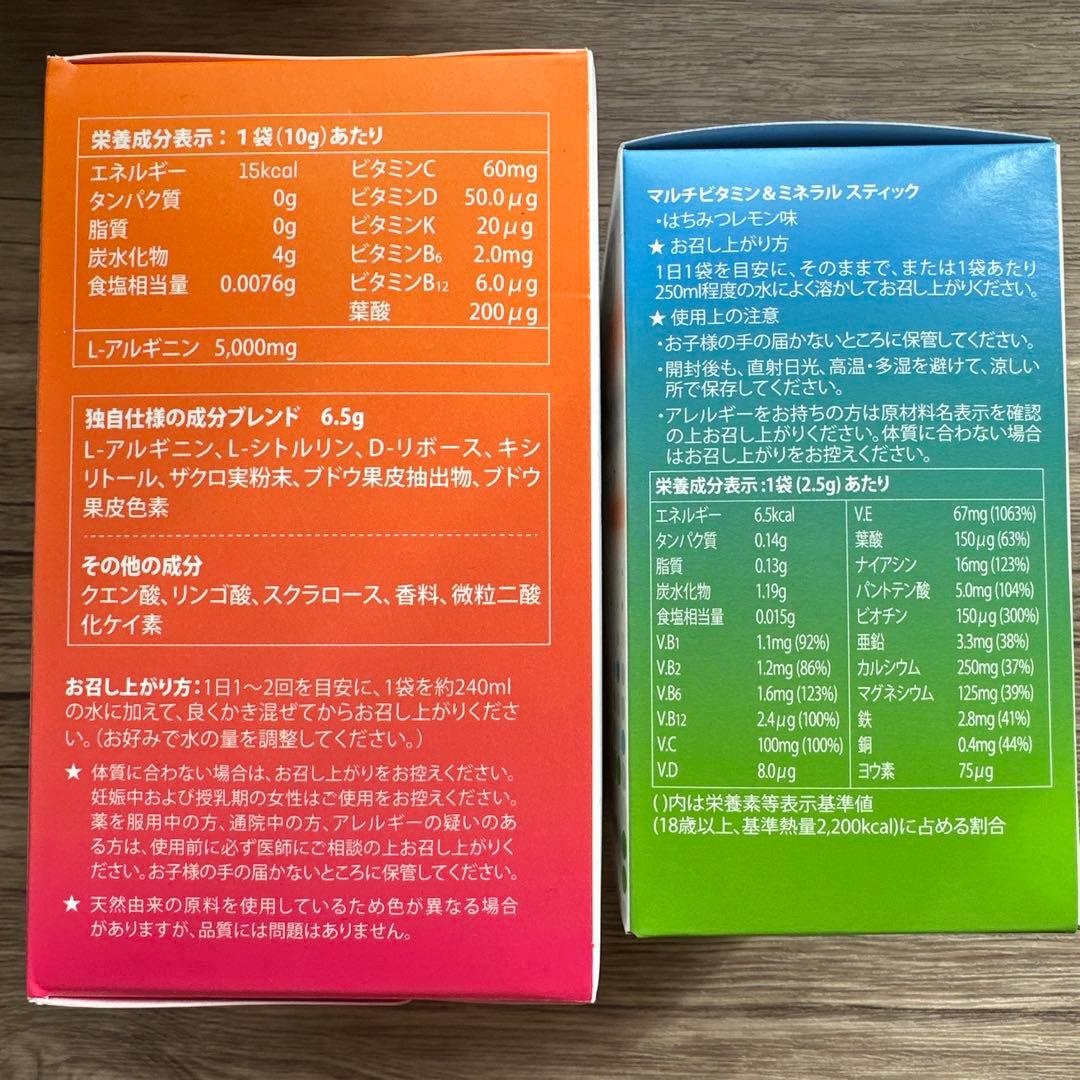 栄養成分表示：１袋(10g)あたり
エネルギー 15kcal ビタミンC 60mg
タンパク質 0g ビタミンD 50.0μg
脂質 0g ビタミンK 20μg
炭水化物 4g ビタミンB6 2.0mg
食塩相当量 0.0076g ビタミンB12 6.0μg
葉酸 200μg
L-アルギニン 5,000mg
独自仕様の成分ブレンド 6.5g
L-アルギニン、L-シトルリン、D-リボース、キシ
リトール、ザクロ実粉末、ブドウ果皮抽出物、ブドウ
果皮色素
その他の成分
クエン酸、リンゴ酸、スクラロース、香料、微粒二酸
化ケイ素
お召し上がり方：1日1～2回を目安に、1袋を約240ml
の水に加えて、良くかき混ぜてからお召し上がりくださ
い。（お好みで水の量を調整してください。）
★ 体質に合わない場合は、お召し上がりをお控えください。
妊娠中および授乳期の女性はご使用をお控えください。
薬を服用中の方、通院中の方、アレルギーの疑いのあ
る方は、使用前に必ず医師にご相談の上お召し上がりく
ださい。お子様の手の届かないところに保管してください。
★ 天然由来の原料を使用しているため色が異なる場合
がありますが、品質には問題はありません。
マルチビタミン＆ミネラル スティック
・はちみつレモン味
★ お召し上がり方
1日1袋を目安に、そのままで、または1袋あたり
250ml程度の水によく溶かしてお召し上がりください。
★ 使用上の注意
・お子様の手の届かないところに保管してください。
・開封後も、直射日光、高温・多湿を避けて、涼しい
所で保存してください。
・アレルギーをお持ちの方は原材料名表示を確認
の上お召し上がりください。体質に合わない場合
はお召し上がりをお控えください。
栄養成分表示:1袋(2.5g)あたり
エネルギー 6.5kcal V.E 67mg (1063%)
タンパク質 0.14g 葉酸 150μg (63%)
脂質 0.13g ナイアシン 16mg (123%)
炭水化物 1.19g パントテン酸 5.0mg (104%)
食塩相当量 0.015g ビオチン 150μg (300%)
V.B1 1.1mg (92%) 亜鉛 3.3mg (38%)
V.B2 1.2mg (86%) カルシウム 250mg (37%)
V.B6 1.6mg (123%) マグネシウム 125mg (39%)
V.B12 2.4μg (100%) 鉄 2.8mg (41%)
V.C 100mg (100%) 銅 0.4mg (44%)
V.D 8.0μg ヨウ素 75μg
( )内は栄養素等表示基準値
(18歳以上、基準熱量2,200kcal)に占める割合